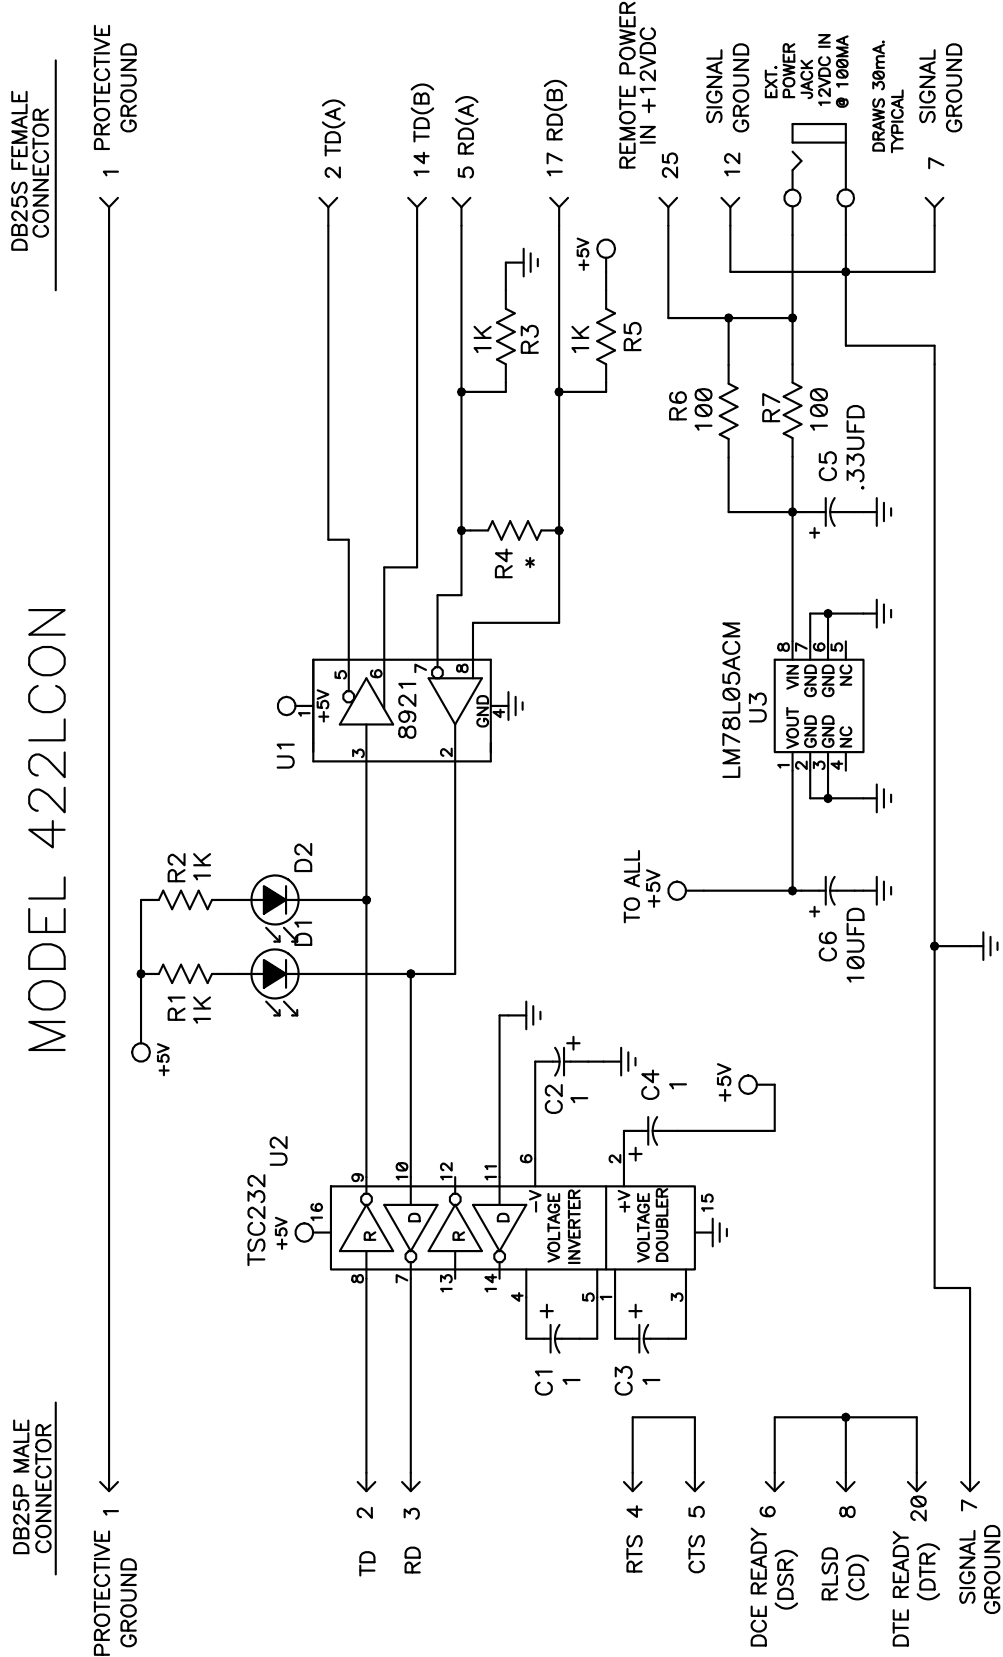 MODEL 422LCON
DB25P MALE
CONNECTOR
DB25S FEMALE
CONNECTOR
PROTECTIVE
GROUND
1
1
PROTECTIVE
GROUND
+5V
R1
1K
R2
1K
D1
D2
TD
2
RD
3
TSC232
U2
+5V
16
8
R
9
7
D
10
13
R
12
14
D
11
4
5
-V
6
VOLTAGE
INVERTER
1
3
+V
2
VOLTAGE
DOUBLER
15
C1
1
+
C3
1
+
C2
1
+
C4
1
+
+5V
U1
1
+5V
3
5
6
8921
2
7
8
GND
4
2 TD(A)
14 TD(B)
5 RD(A)
17 RD(B)
R4
*
1K
R3
1K
R5
+5V
RTS 4
CTS 5
DCE READY
(DSR)
6
RLSD
(CD)
8
DTE READY
(DTR)
20
SIGNAL
GROUND
7
TO ALL
+5V
+
C6
10UFD
LM78L05ACM
U3
1 VOUT VIN 8
2 GND GND 7
3 GND GND 6
4 NC NC 5
+
C5
.33UFD
R6
100
R7
100
REMOTE POWER
IN +12VDC
25
12
SIGNAL
GROUND
EXT.
POWER
JACK
12VDC IN
@ 100MA
DRAWS 30mA.
TYPICAL
7
SIGNAL
GROUND